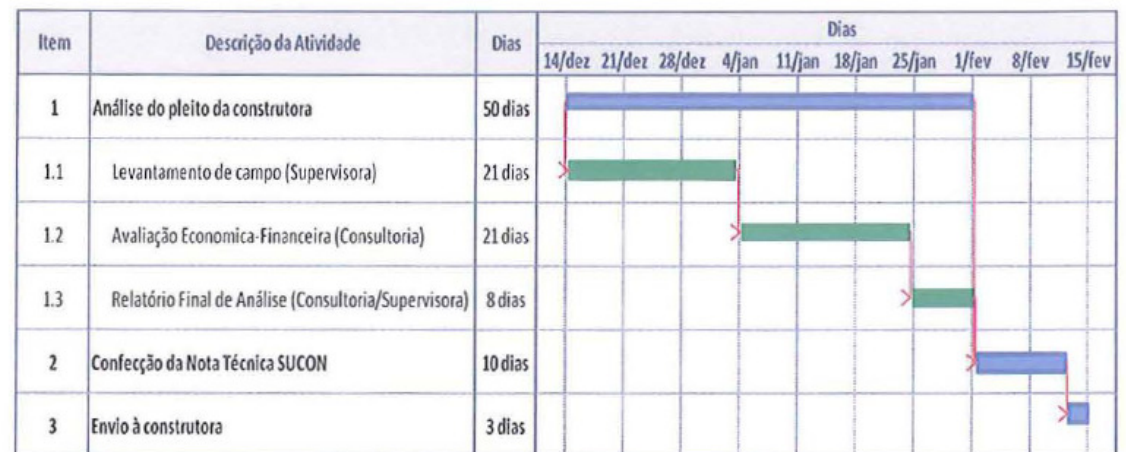 Item Descrição da Atividade Dias Dias
14/dez 21/dez 28/dez 4/jan 11/jan 18/jan 25/jan 1/fev 8/fev 15/fev
1 Análise do pleito da construtora 50 dias
1.1 Levantamento de campo (Supervisora) 21 dias
1.2 Avaliação Economica-Financeira (Consultoria) 21 dias
1.3 Relatório Final de Análise (Consultoria/Supervisora) 8 dias
2 Confecção da Nota Técnica SUCON 10 dias
3 Envio à construtora 3 dias